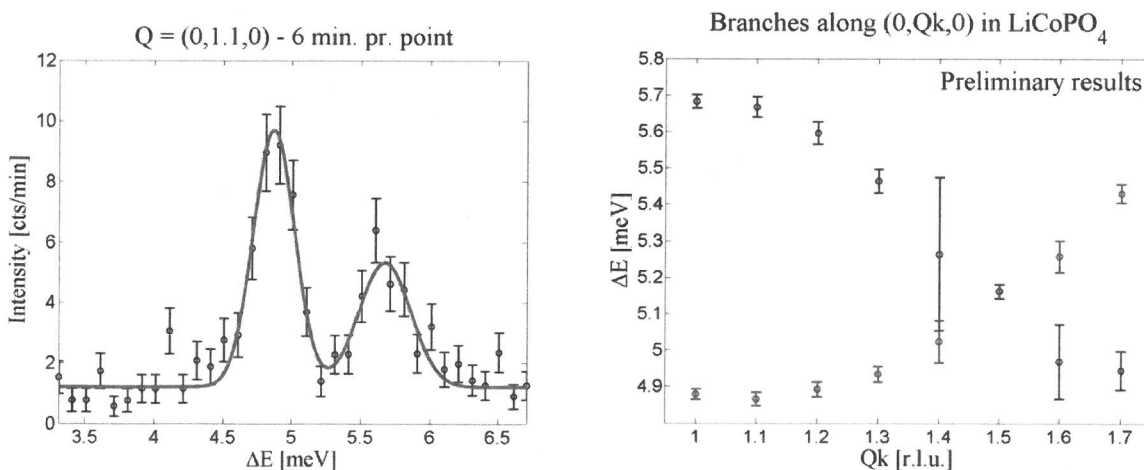 Q = (0,1.1,0) - 6 min. pr. point
12
10
8
6
4
2
0
Intensity [cts/min]
3.5 4 4.5 5 5.5 6 6.5
ΔE [meV]
Branches along (0,Qk,0) in LiCoPO4
Preliminary results
5.8
5.7
5.6
5.5
5.4
5.3
5.2
5.1
5
4.9
ΔE [meV]
1 1.1 1.2 1.3 1.4 1.5 1.6 1.7
Qk [r.l.u.]